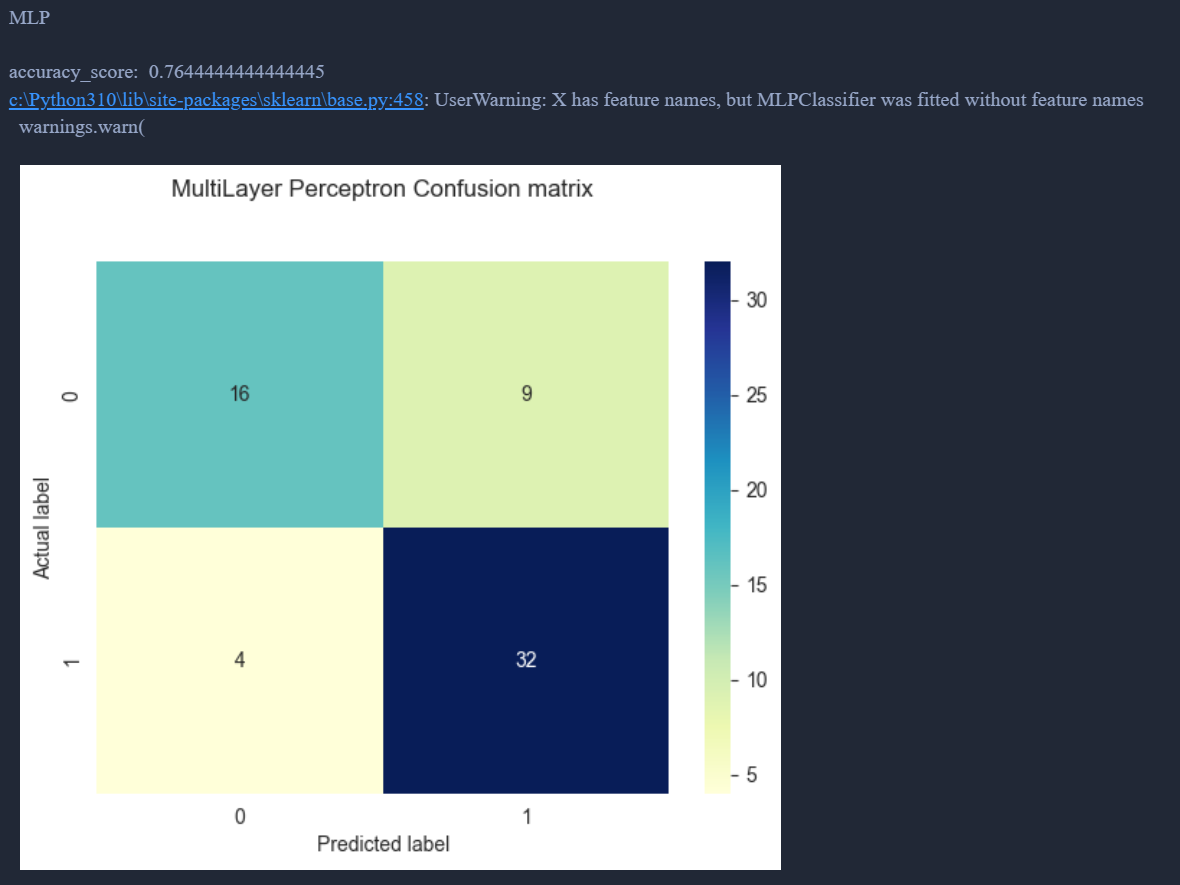 MLP
accuracy_score:  0.7644444444444445
c:\Python310\lib\site-packages\sklearn\base.py:458: UserWarning: X has feature names, but MLPClassifier was fitted without feature names
  warnings.warn(
MultiLayer Perceptron Confusion matrix
30
0
16
9
25
20
Actual label
15
1
4
32
10
5
0
1
Predicted label